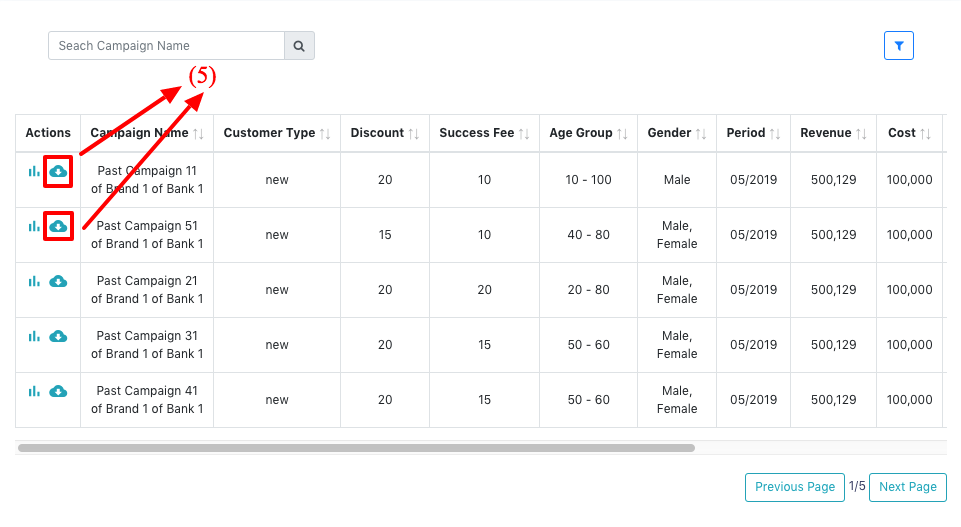 Seach Campaign Name
(5)
Actions Campaign Name Customer Type Discount Success Fee Age Group Gender Period Revenue Cost
Past Campaign 11
of Brand 1 of Bank 1 new 20 10 10 - 100 Male 05/2019 500,129 100,000
Past Campaign 51
of Brand 1 of Bank 1 new 15 10 40 - 80 Male,
Female 05/2019 500,129 100,000
Past Campaign 21
of Brand 1 of Bank 1 new 20 20 20 - 80 Male,
Female 05/2019 500,129 100,000
Past Campaign 31
of Brand 1 of Bank 1 new 20 15 50 - 60 Male,
Female 05/2019 500,129 100,000
Past Campaign 41
of Brand 1 of Bank 1 new 20 15 50 - 60 Male,
Female 05/2019 500,129 100,000
Previous Page 1/5 Next Page